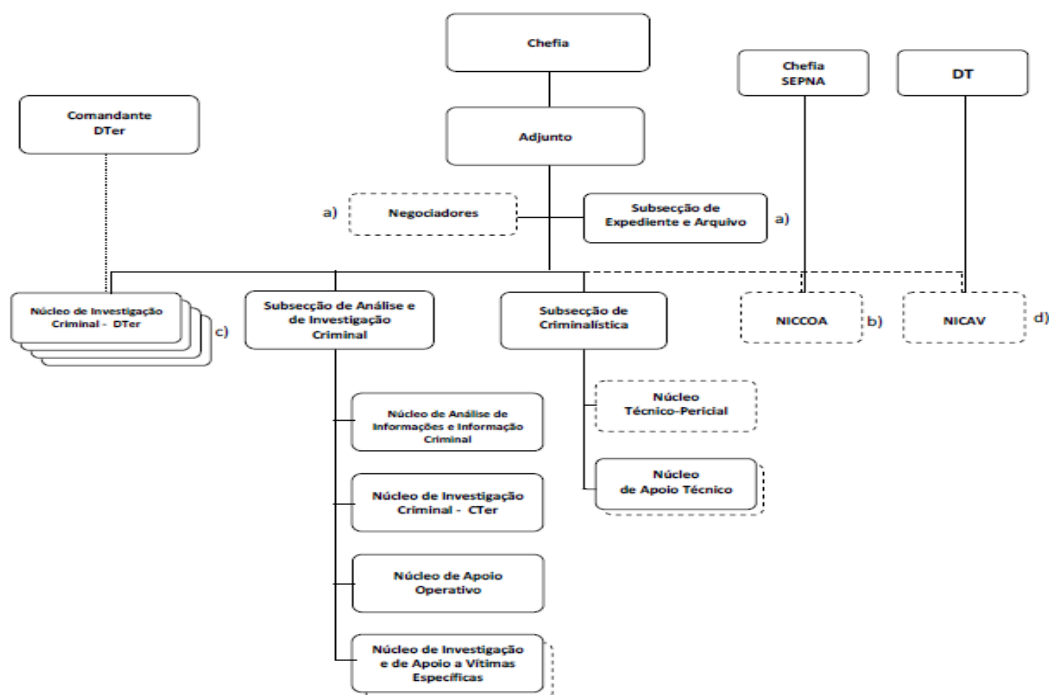 Chefia
Chefia
SEPNA
DT
Comandante
DTer
Adjunto
a)
Negociadores
Subsecção de
Expediente e Arquivo
a)
Núcleo de Investigação
Criminal - DTer
c)
Subsecção de Análise e
de Investigação
Criminal
Subsecção de
Criminalística
NICCOA
b)
NICAV
d)
Núcleo de Análise de
Informações e Informação
Criminal
Núcleo
Técnico-Pericial
Núcleo de Investigação
Criminal - CTer
Núcleo
de Apoio Técnico
Núcleo de Apoio
Operativo
Núcleo de Investigação
e de Apoio a Vítimas
Específicas